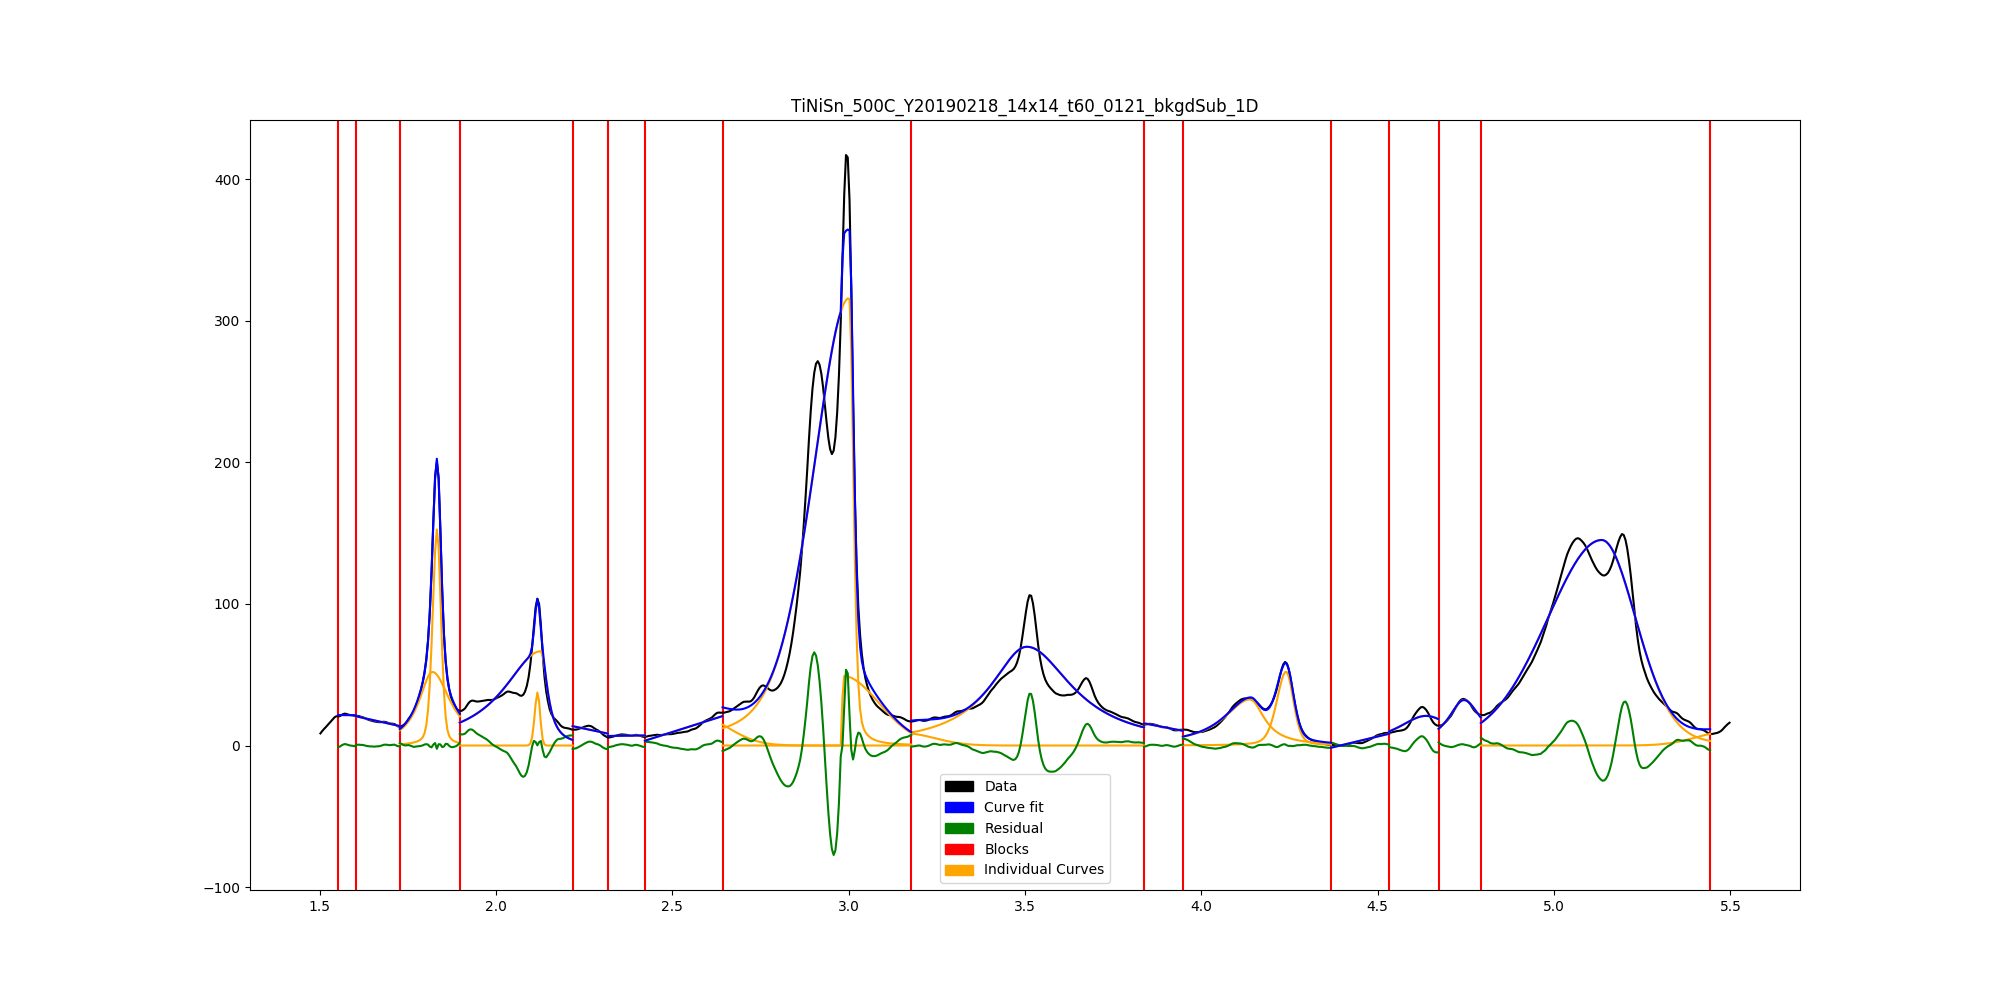 TiNiSn_500C_Y20190218_14x14_t60_0121_bkgdSub_1D
400
300
200
100
0
−100
Data
Curve fit
Residual
Blocks
Individual Curves
1.5 2.0 2.5 3.0 3.5 4.0 4.5 5.0 5.5